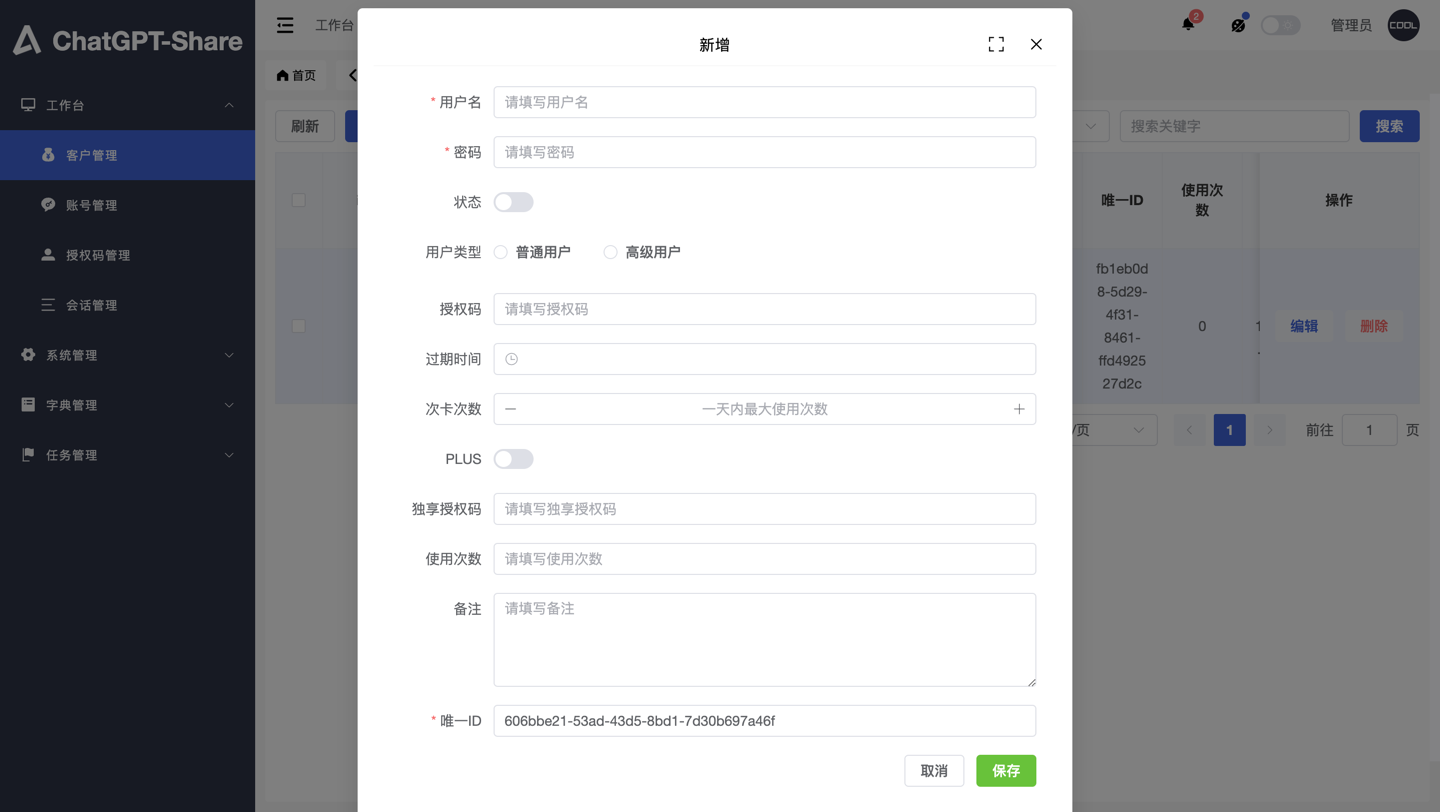 ChatGPT-Share
工作台
客户管理
账号管理
授权码管理
会话管理
系统管理
字典管理
任务管理
工作台
2
管理员
COOL
首页
刷新
搜索关键字
搜索
唯一ID
使用次
数
操作
fb1eb0d
8-5d29-
4f31-
8461-
ffd4925
27d2c
0
1
编辑
删除
/页
1
前往
1
页
新增
* 用户名
请填写用户名
* 密码
请填写密码
状态
用户类型
普通用户
高级用户
授权码
请填写授权码
过期时间
次卡次数
一天内最大使用次数
PLUS
独享授权码
请填写独享授权码
使用次数
请填写使用次数
备注
请填写备注
* 唯一ID
606bbe21-53ad-43d5-8bd1-7d30b697a46f
取消
保存